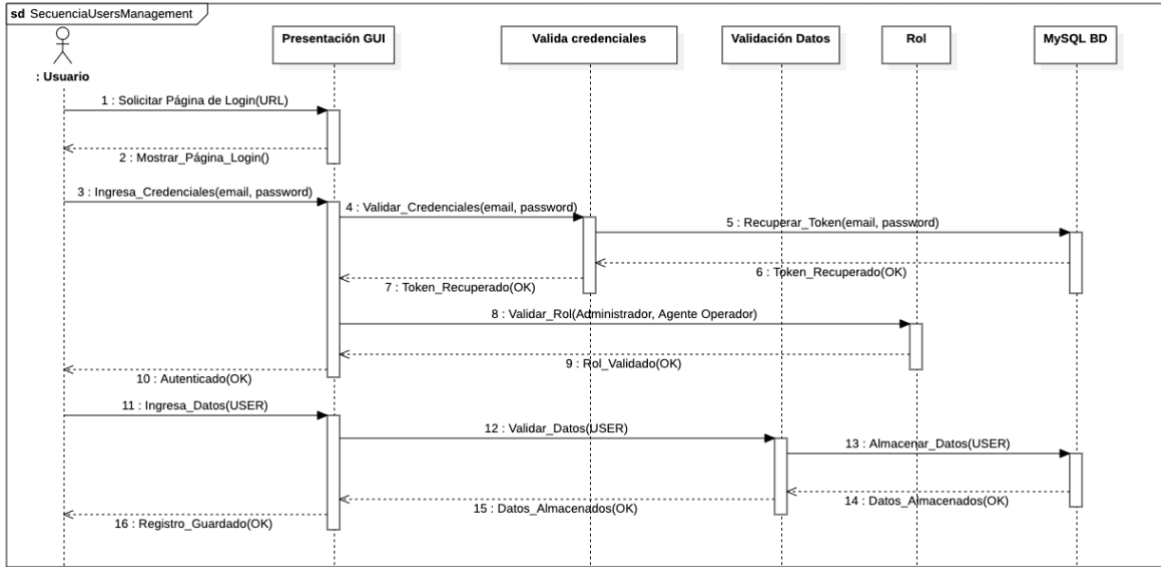 sd SecuenciaUsersManagement
: Usuario
Presentación GUI
Valida credenciales
Validación Datos
Rol
MySQL BD
1 : Solicitar Página de Login(URL)
2 : Mostrar_Página_Login()
3 : Ingresa_Credenciales(email, password)
4 : Validar_Credenciales(email, password)
5 : Recuperar_Token(email, password)
6 : Token_Recuperado(OK)
7 : Token_Recuperado(OK)
8 : Validar_Rol(Administrador, Agente Operador)
9 : Rol_Validado(OK)
10 : Autenticado(OK)
11 : Ingresa_Datos(USER)
12 : Validar_Datos(USER)
13 : Almacenar_Datos(USER)
14 : Datos_Almacenados(OK)
15 : Datos_Almacenados(OK)
16 : Registro_Guardado(OK)